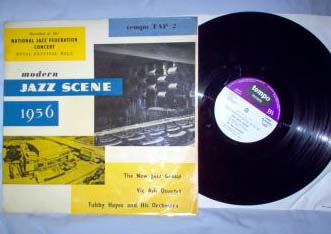 Recorded at the
NATIONAL JAZZ FEDERATION
CONCERT
ROYAL FESTIVAL HALL
tempo TAP 2
modern
JAZZ SCENE
1956
The New Jazz Group
Vic Ash Quartet
Tubby Hayes and His Orchestra
tempo